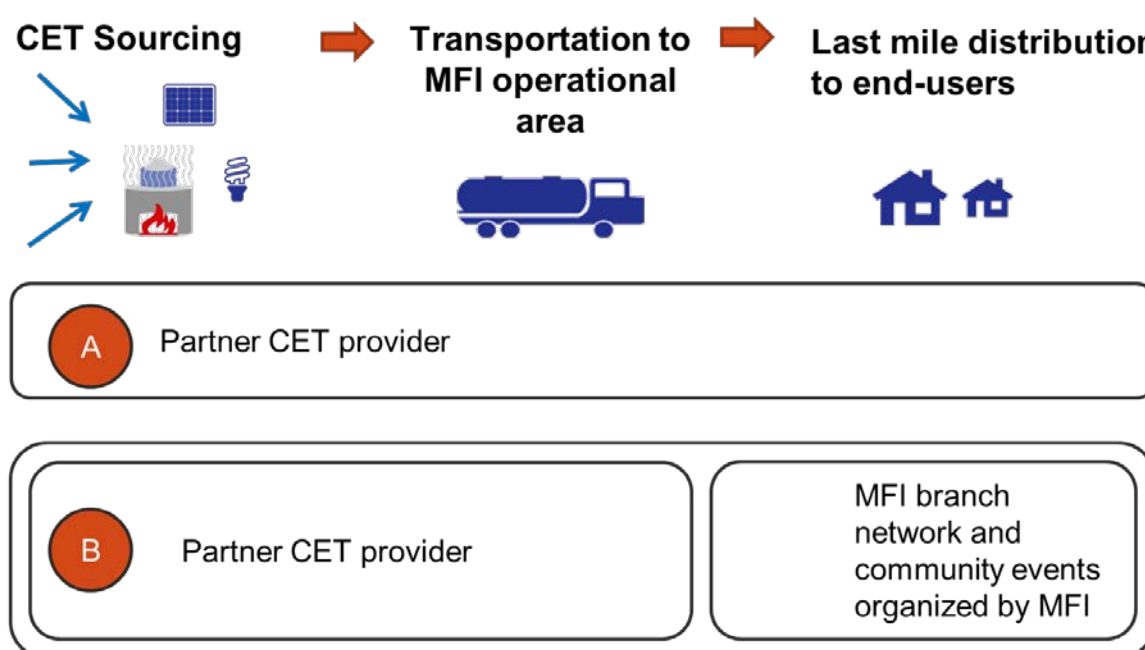 CET Sourcing
Transportation to
MFI operational
area
Last mile distribution
to end-users
A
Partner CET provider
B
Partner CET provider
MFI branch
network and
community events
organized by MFI